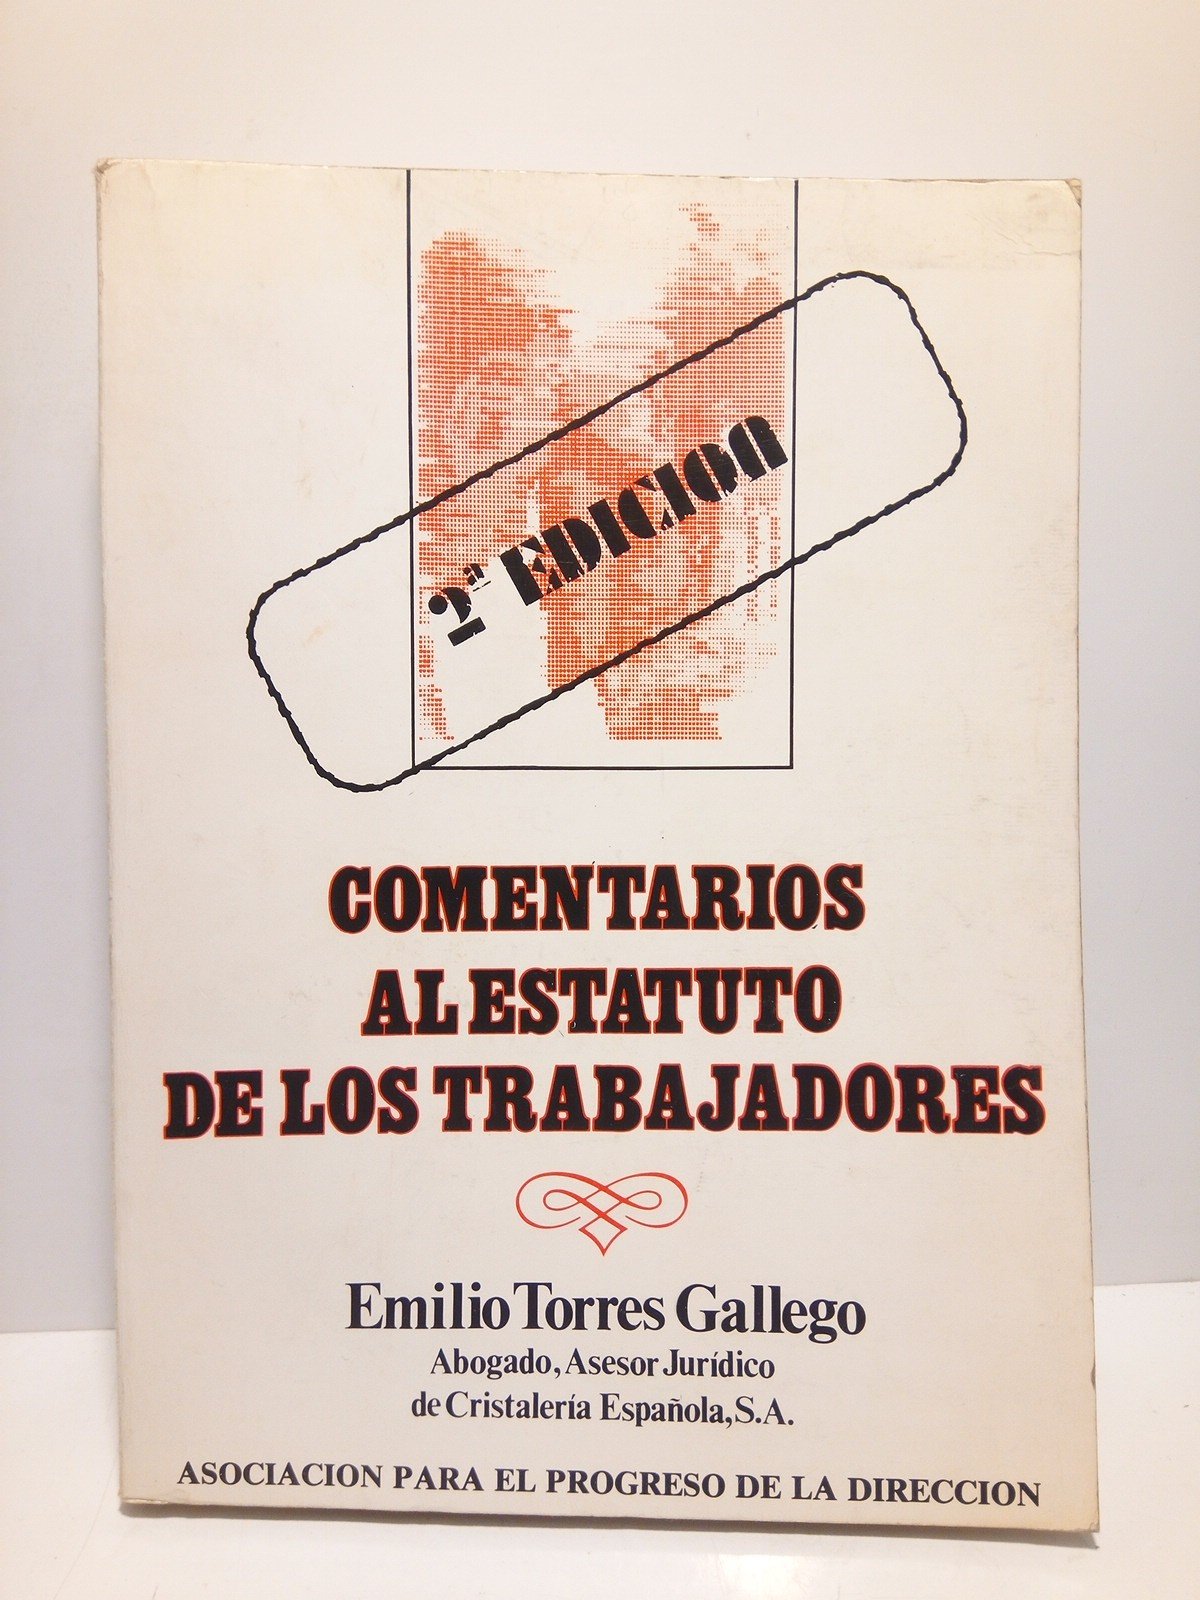 2ª EDICION
COMENTARIOS
AL ESTATUTO
DE LOS TRABAJADORES
Emilio Torres Gallego
Abogado, Asesor Jurídico
de Cristalería Española, S.A.
ASOCIACION PARA EL PROGRESO DE LA DIRECCION